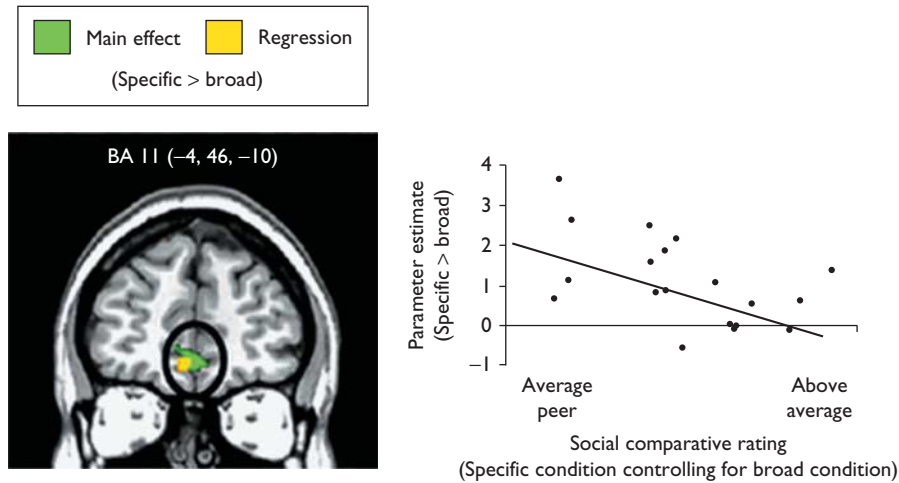 Main effect
Regression
(Specific > broad)
BA 11 (−4, 46, −10)
Parameter estimate
(Specific > broad)
4
3
2
1
0
−1
Average
peer
Above
average
Social comparative rating
(Specific condition controlling for broad condition)